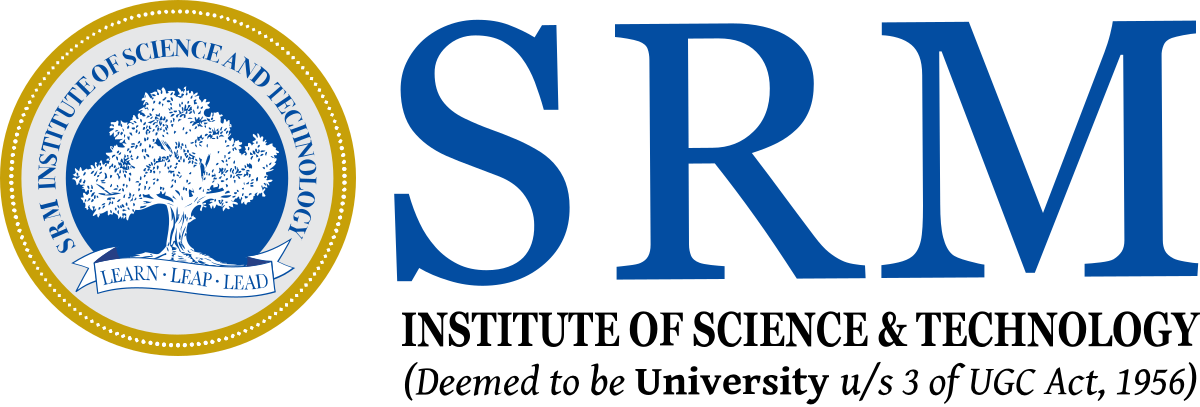 SRM INSTITUTE OF SCIENCE AND TECHNOLOGY
LEARN · LEAP · LEAD
SRM
INSTITUTE OF SCIENCE & TECHNOLOGY
(Deemed to be University u/s 3 of UGC Act, 1956)